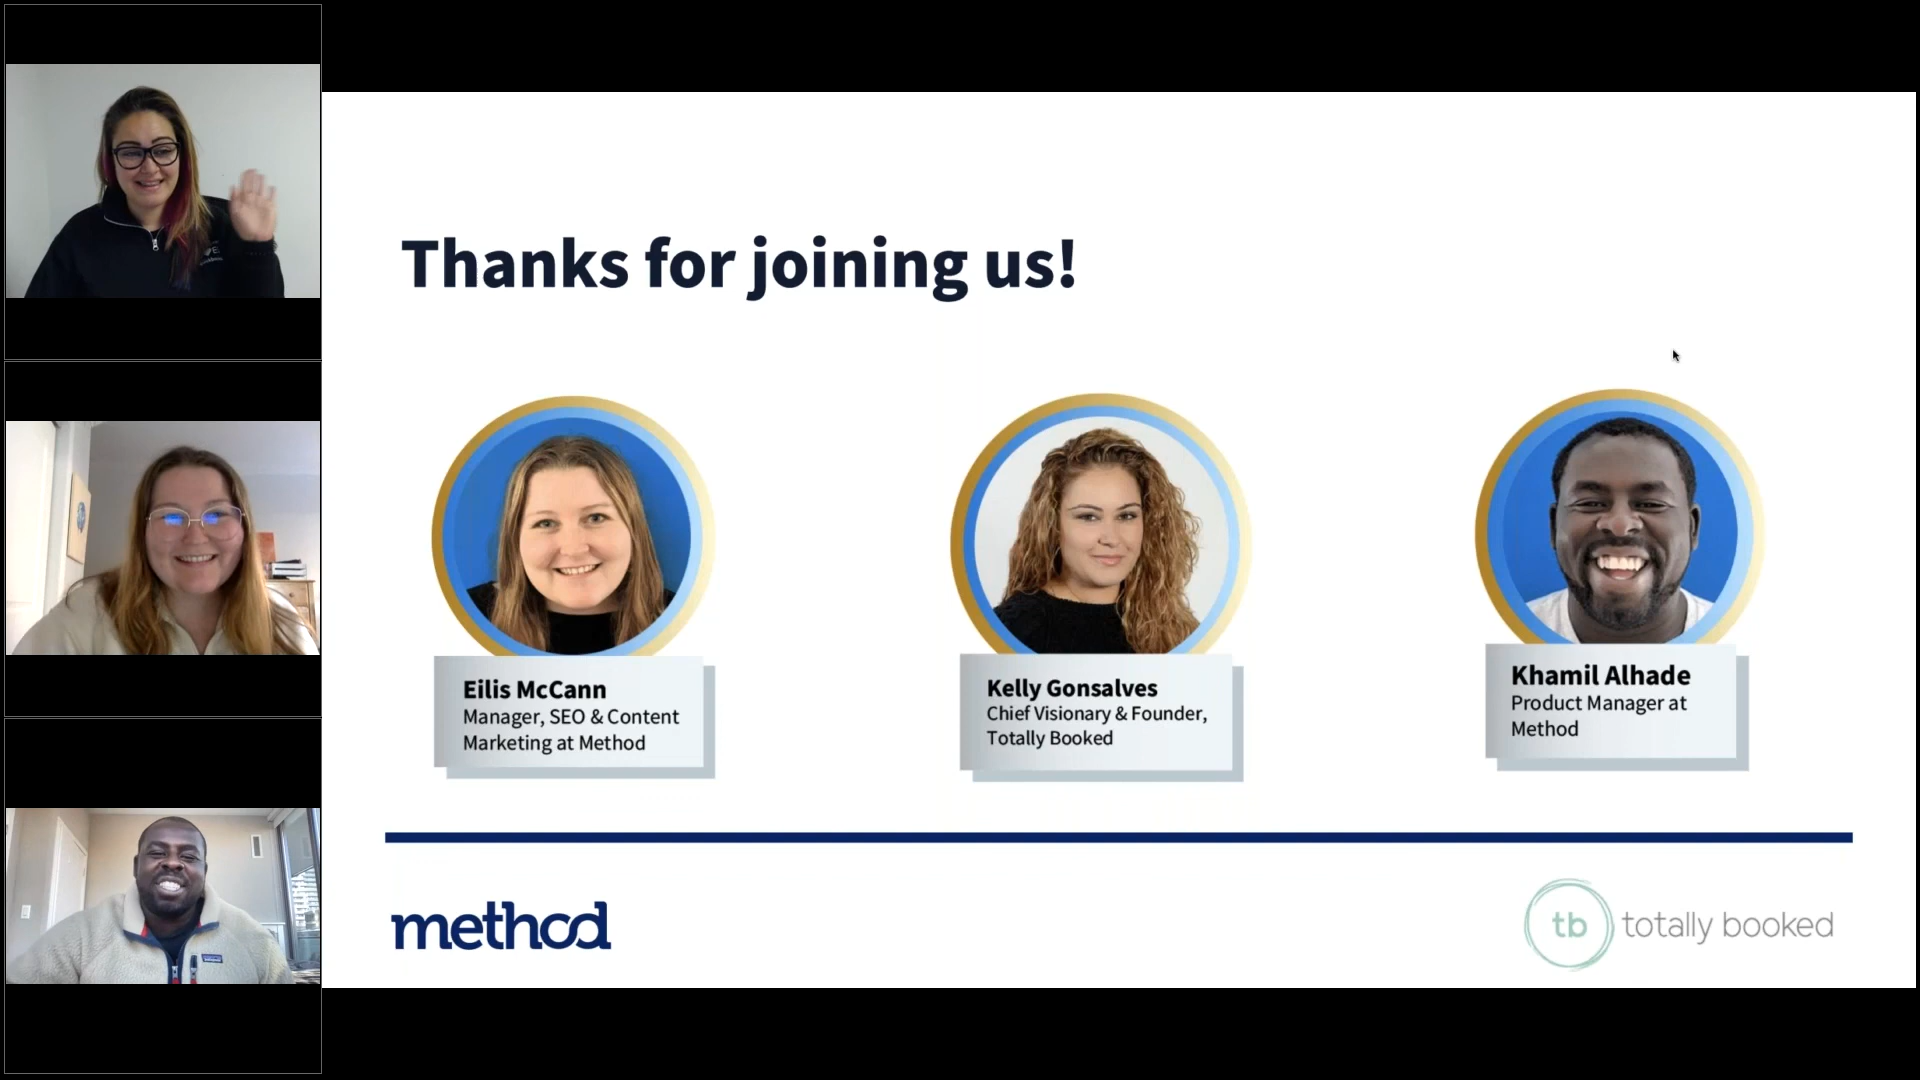 Thanks for joining us!
Eilis McCann
Manager, SEO & Content
Marketing at Method
Kelly Gonsalves
Chief Visionary & Founder,
Totally Booked
Khamil Alhade
Product Manager at
Method
method
tb totally booked